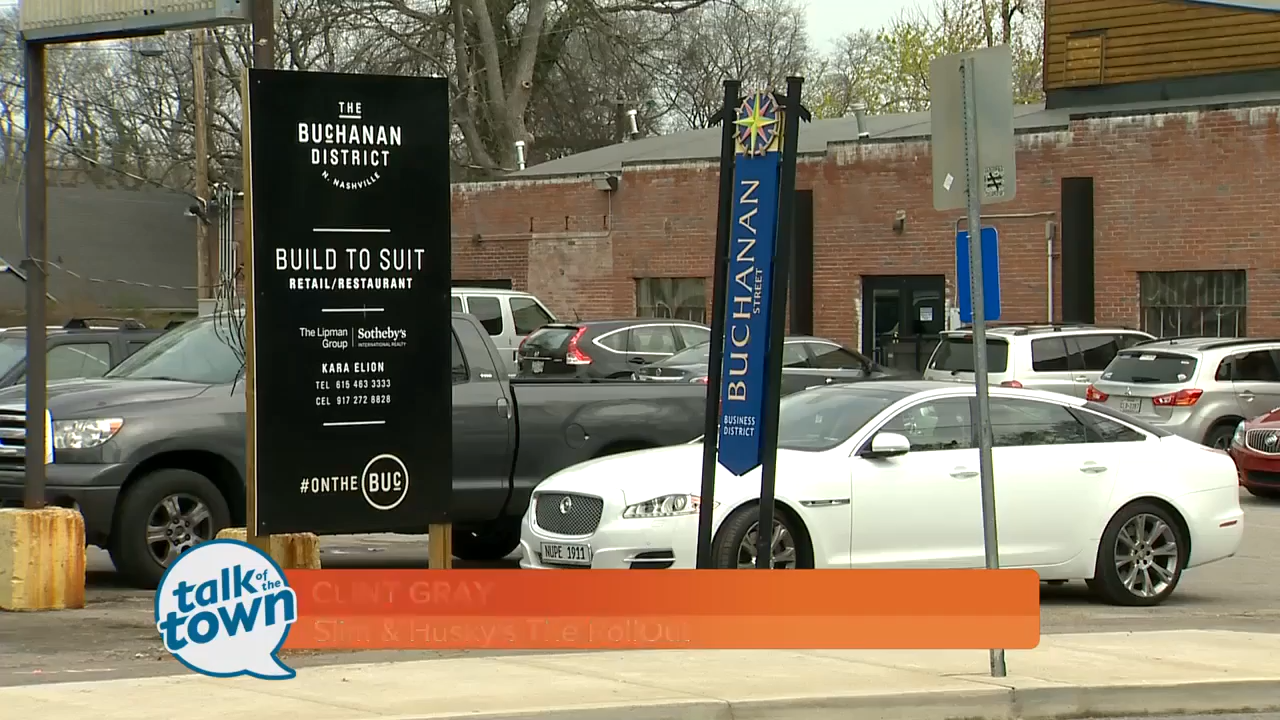 THE
BUCHANAN
DISTRICT
N. NASHVILLE
BUILD TO SUIT
RETAIL/RESTAURANT
The Lipman
Group
Sotheby's
INTERNATIONAL REALTY
KARA ELION
TEL 615 463 3333
CEL 917 272 8828
#ONTHE BUC
BUCHANAN
STREET
BUSINESS
DISTRICT
NUPE 1911
talk of the
town
CLINT GRAY
Slim & Husky's The RollOut